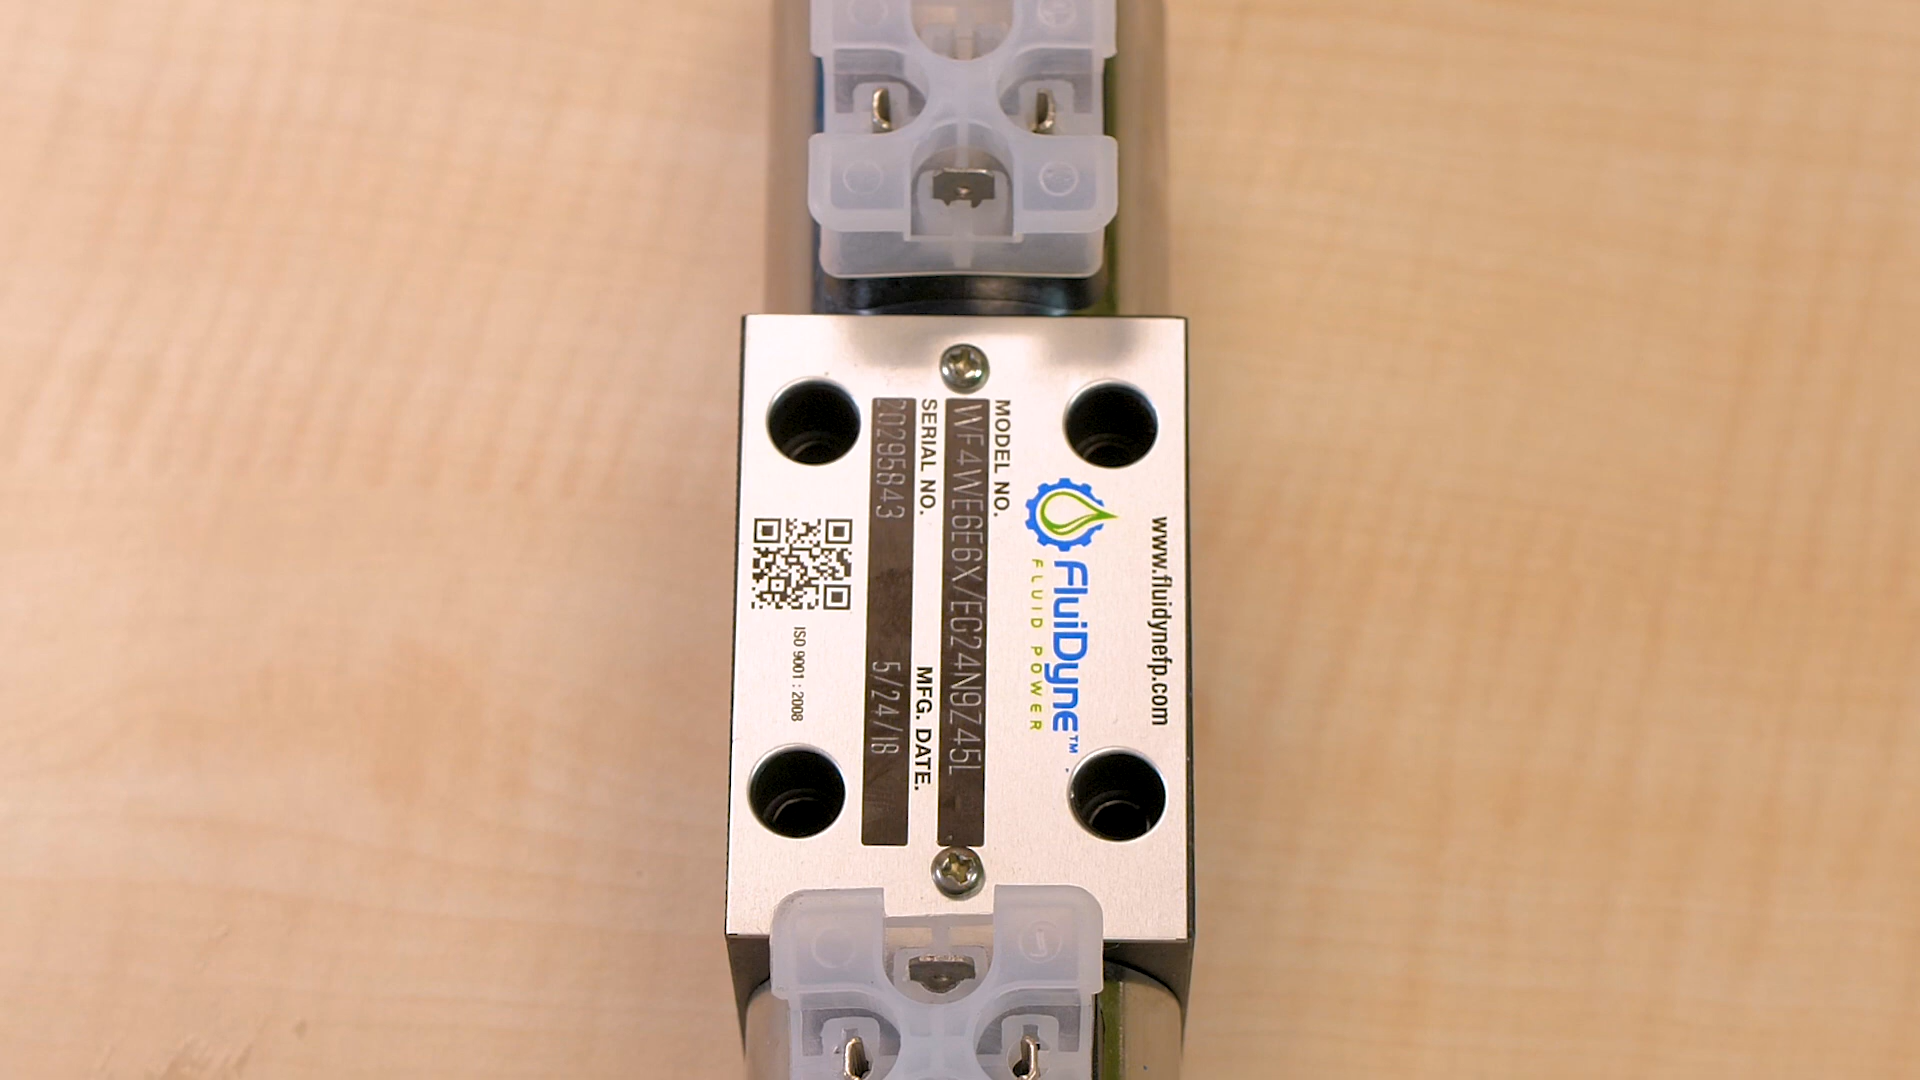 www.fluidynefp.com
FluiDyne™
FLUID POWER
MODEL NO.
WF4WE6E6X/EG24N9Z45L
SERIAL NO. MFG. DATE.
20295843 5/24/18
ISO 9001 : 2008